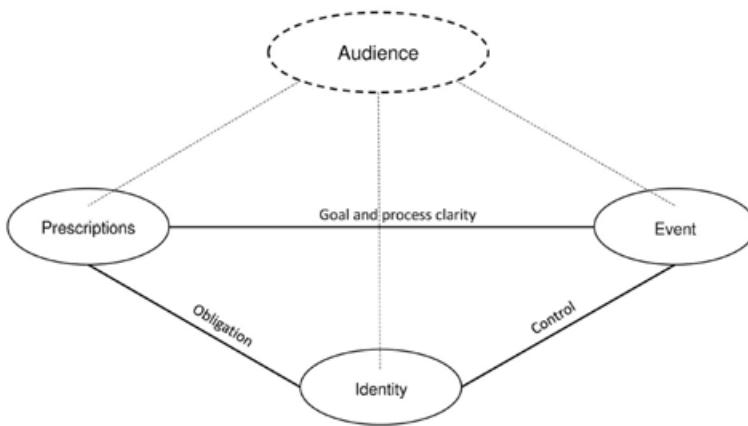 Audience
Goal and process clarity
Prescriptions
Event
Obligation
Control
Identity